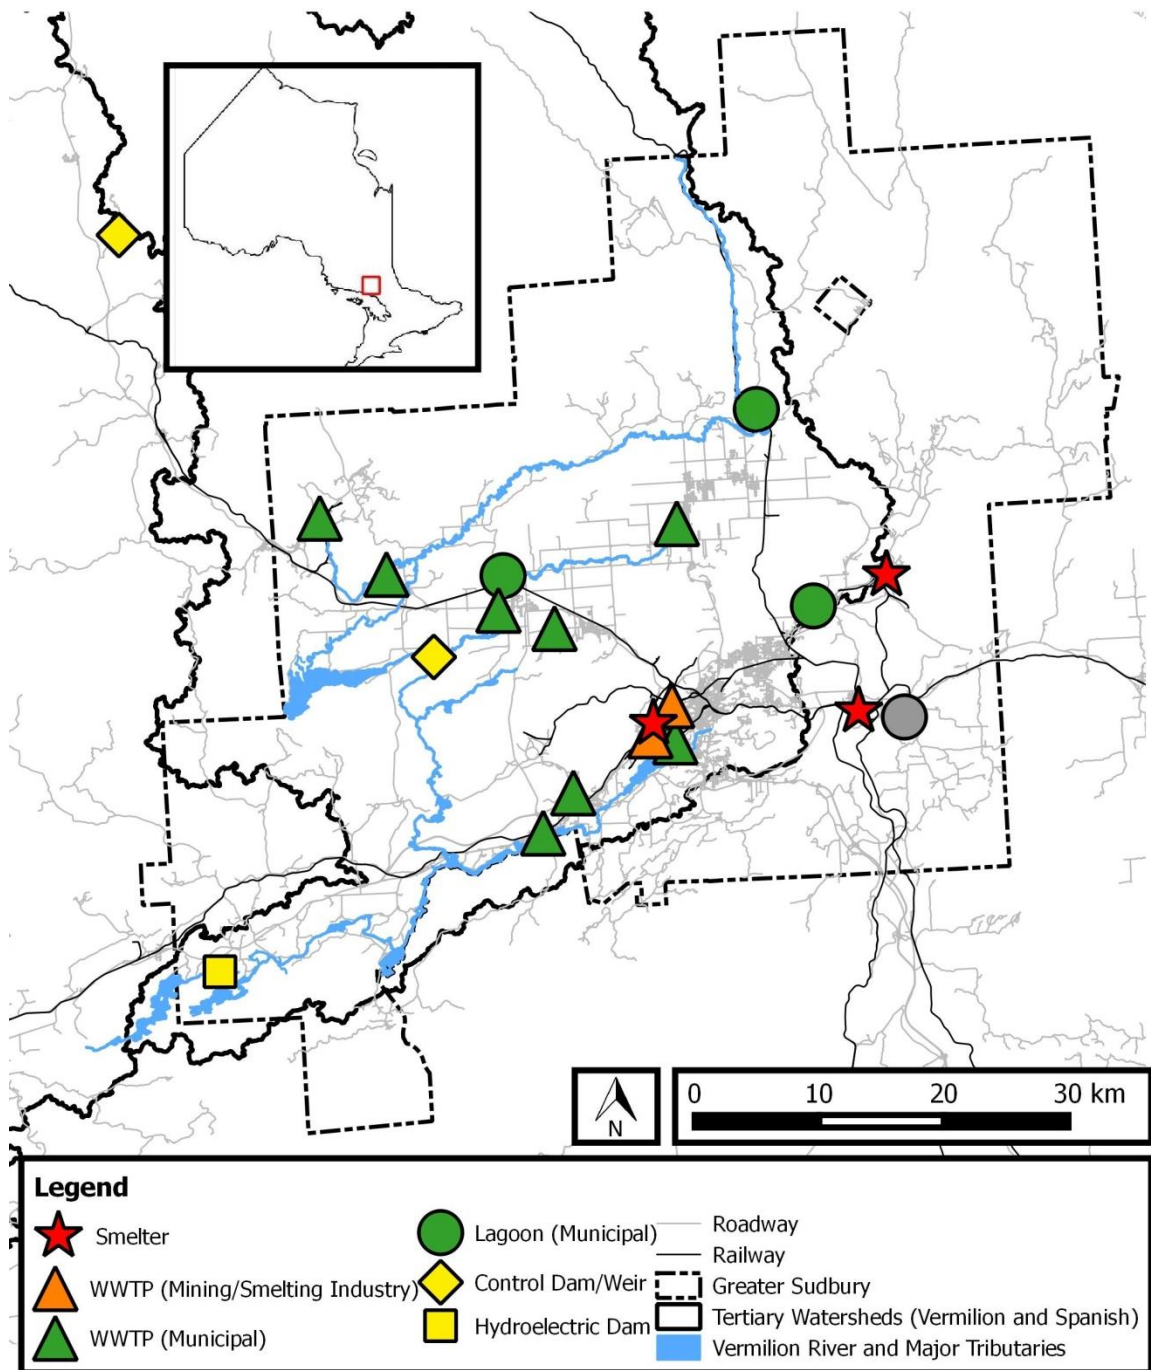 N
0 10 20 30 km
Legend
Smelter
WWTP (Mining/Smelting Industry)
WWTP (Municipal)
Lagoon (Municipal)
Control Dam/Weir
Hydroelectric Dam
Roadway
Railway
Greater Sudbury
Tertiary Watersheds (Vermilion and Spanish)
Vermilion River and Major Tributaries